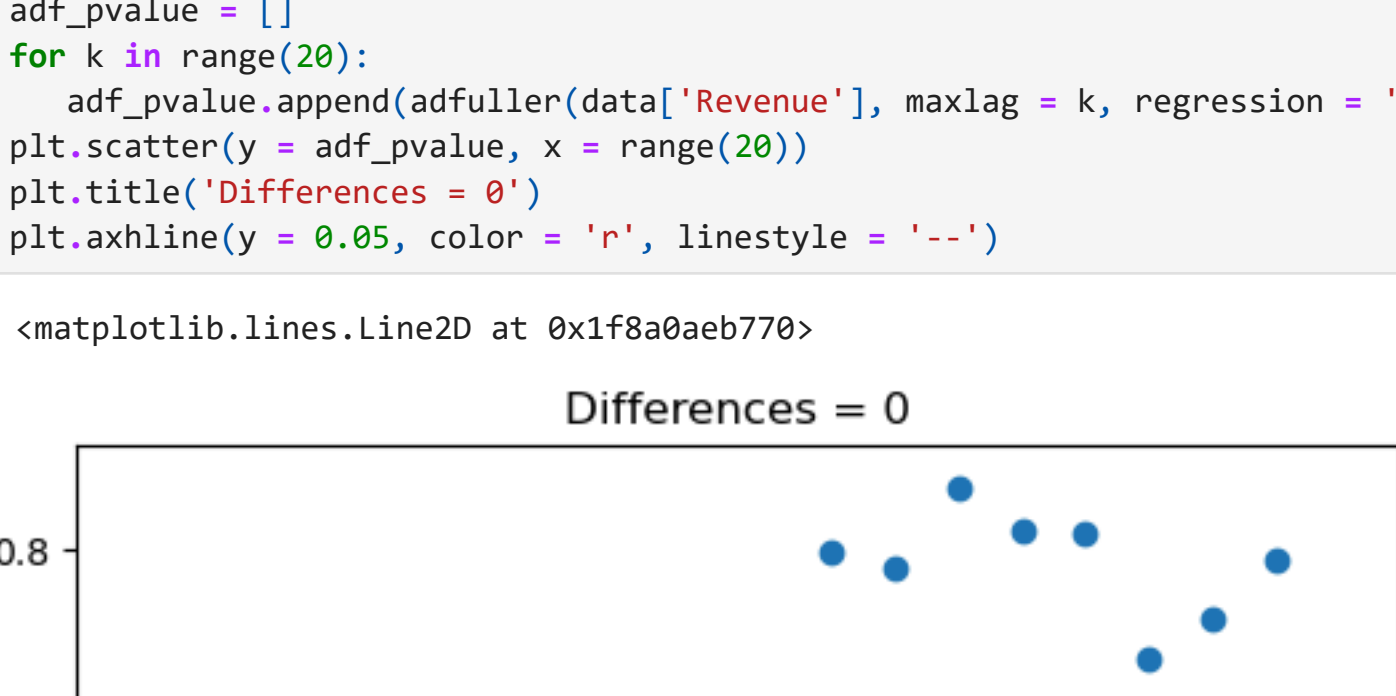 adf_pvalue = []
for k in range(20):
   adf_pvalue.append(adfuller(data['Revenue'], maxlag = k, regression = '
plt.scatter(y = adf_pvalue, x = range(20))
plt.title('Differences = 0')
plt.axhline(y = 0.05, color = 'r', linestyle = '--')
<matplotlib.lines.Line2D at 0x1f8a0aeb770>
Differences = 0
0.8